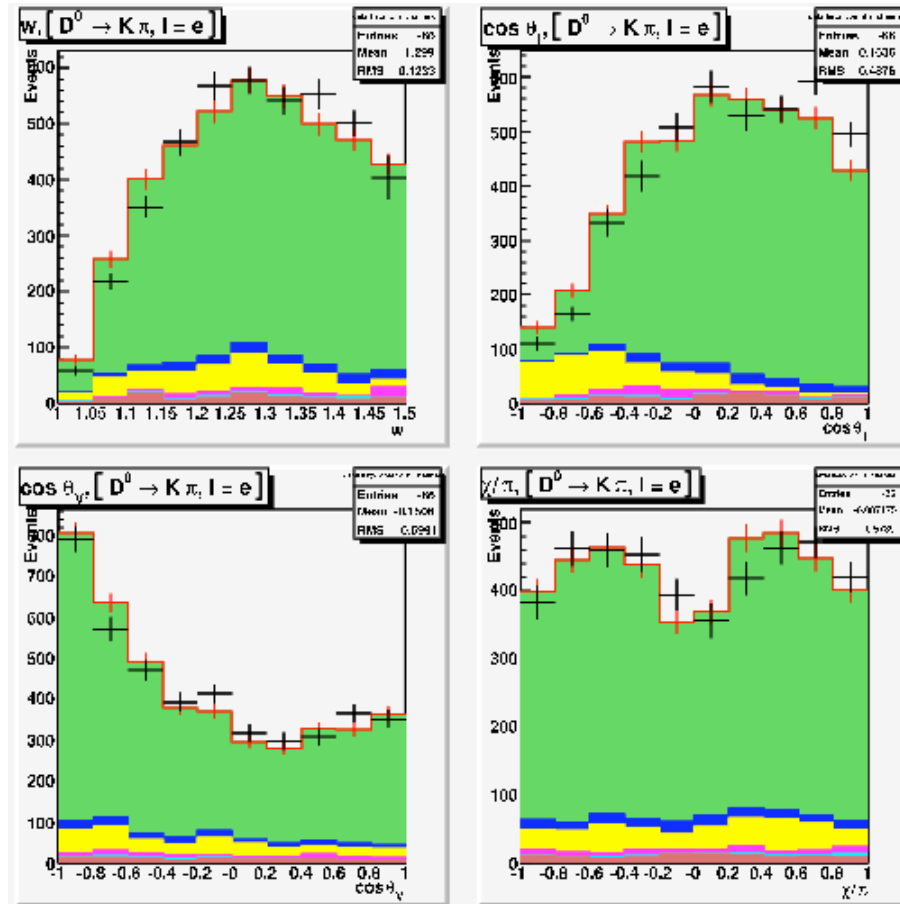 w, [ D⁰ → K π, l = e ]
Entries
Mean 1.299
RMS 0.1233
Events
500
400
300
200
100
0
1 1.05 1.1 1.15 1.2 1.25 1.3 1.35 1.4 1.45 1.5
w
cos θₗ, [ D⁰ → K π, l = e ]
Entries
Mean
RMS
Events
600
500
400
300
200
100
0
-1 -0.8 -0.6 -0.4 -0.2 -0 0.2 0.4 0.6 0.8 1
cos θₗ
cos θᵥ, [ D⁰ → K π, l = e ]
Entries
Mean
RMS
Events
800
700
600
500
400
300
200
100
0
-1 -0.8 -0.6 -0.4 -0.2 -0 0.2 0.4 0.6 0.8 1
cos θᵥ
χ/π, [ D⁰ → K π, l = e ]
Entries
Mean
Events
500
400
300
200
100
0
-1 -0.8 -0.6 -0.4 -0.2 -0 0.2 0.4 0.6 0.8 1
χ/π